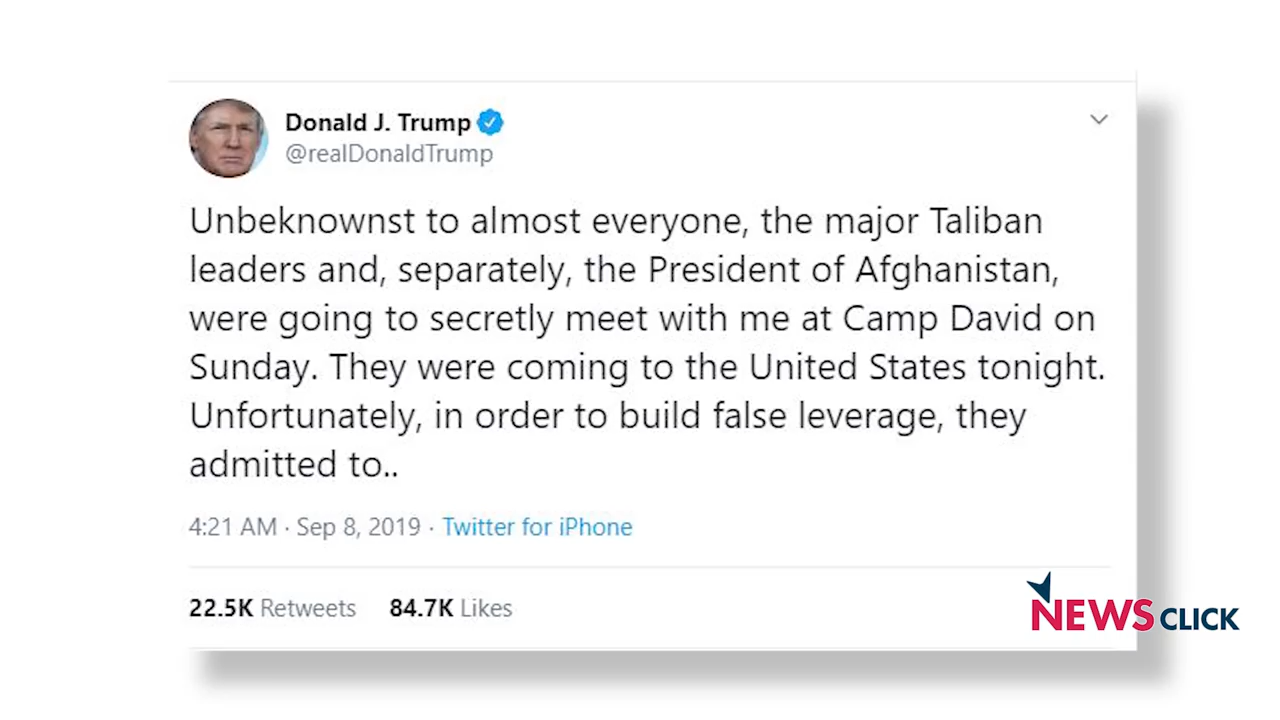 Donald J. Trump
@realDonaldTrump
Unbeknownst to almost everyone, the major Taliban
leaders and, separately, the President of Afghanistan,
were going to secretly meet with me at Camp David on
Sunday. They were coming to the United States tonight.
Unfortunately, in order to build false leverage, they
admitted to..
4:21 AM · Sep 8, 2019 · Twitter for iPhone
22.5K Retweets 84.7K Likes
NEWSCLICK